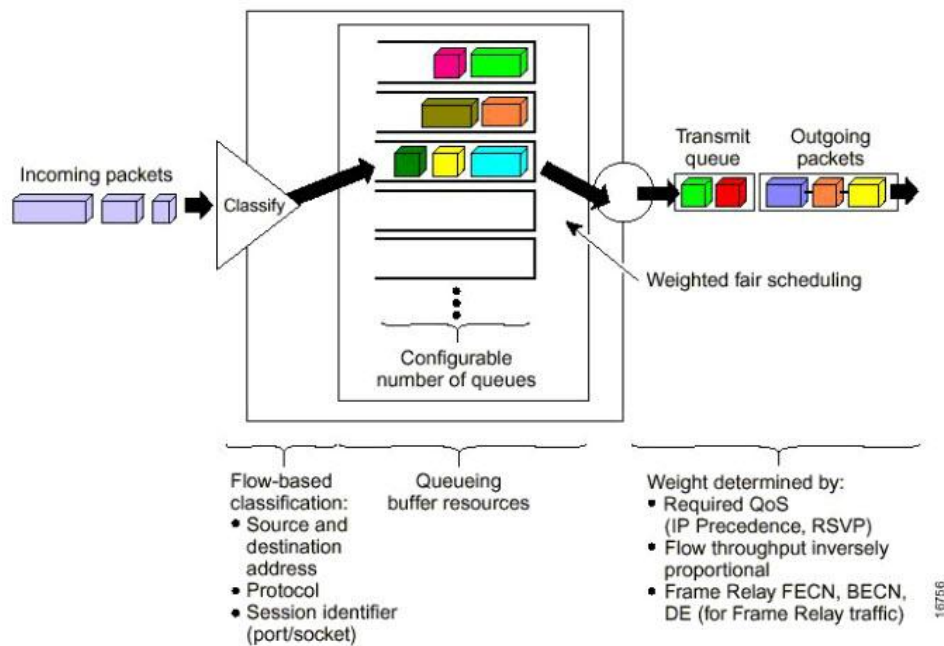 Incoming packets
Classify
Transmit
queue
Outgoing
packets
Weighted fair scheduling
Configurable
number of queues
Flow-based
classification:
• Source and
destination
address
• Protocol
• Session identifier
(port/socket)
Queueing
buffer resources
Weight determined by:
• Required QoS
(IP Precedence, RSVP)
• Flow throughput inversely
proportional
• Frame Relay FECN, BECN,
DE (for Frame Relay traffic)
16756